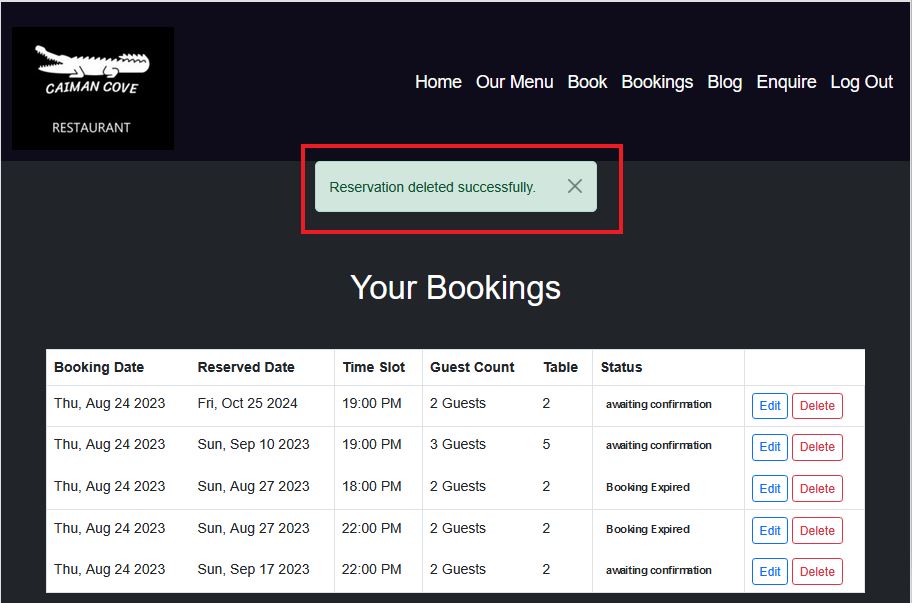 CAIMAN COVE
RESTAURANT
Home Our Menu Book Bookings Blog Enquire Log Out
Reservation deleted successfully.
Your Bookings
Booking Date Reserved Date Time Slot Guest Count Table Status
Thu, Aug 24 2023 Fri, Oct 25 2024 19:00 PM 2 Guests 2 awaiting confirmation Edit Delete
Thu, Aug 24 2023 Sun, Sep 10 2023 19:00 PM 3 Guests 5 awaiting confirmation Edit Delete
Thu, Aug 24 2023 Sun, Aug 27 2023 18:00 PM 2 Guests 2 Booking Expired Edit Delete
Thu, Aug 24 2023 Sun, Aug 27 2023 22:00 PM 2 Guests 2 Booking Expired Edit Delete
Thu, Aug 24 2023 Sun, Sep 17 2023 22:00 PM 2 Guests 2 awaiting confirmation Edit Delete